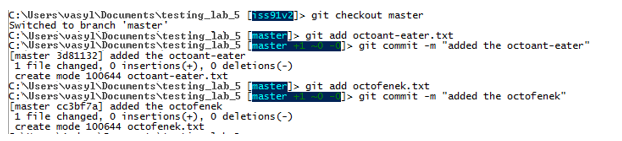 C:\Users\vasyl\Documents\testing_lab_5 [iss91v2]> git checkout master
Switched to branch 'master'
C:\Users\vasyl\Documents\testing_lab_5 [master]> git add octoant-eater.txt
C:\Users\vasyl\Documents\testing_lab_5 [master +1 ~0 -0]> git commit -m "added the octoant-eater"
[master 3d81132] added the octoant-eater
 1 file changed, 0 insertions(+), 0 deletions(-)
 create mode 100644 octoant-eater.txt
C:\Users\vasyl\Documents\testing_lab_5 [master]> git add octofenek.txt
C:\Users\vasyl\Documents\testing_lab_5 [master +1 ~0 -0]> git commit -m "added the octofenek"
[master cc3bf7a] added the octofenek
 1 file changed, 0 insertions(+), 0 deletions(-)
 create mode 100644 octofenek.txt